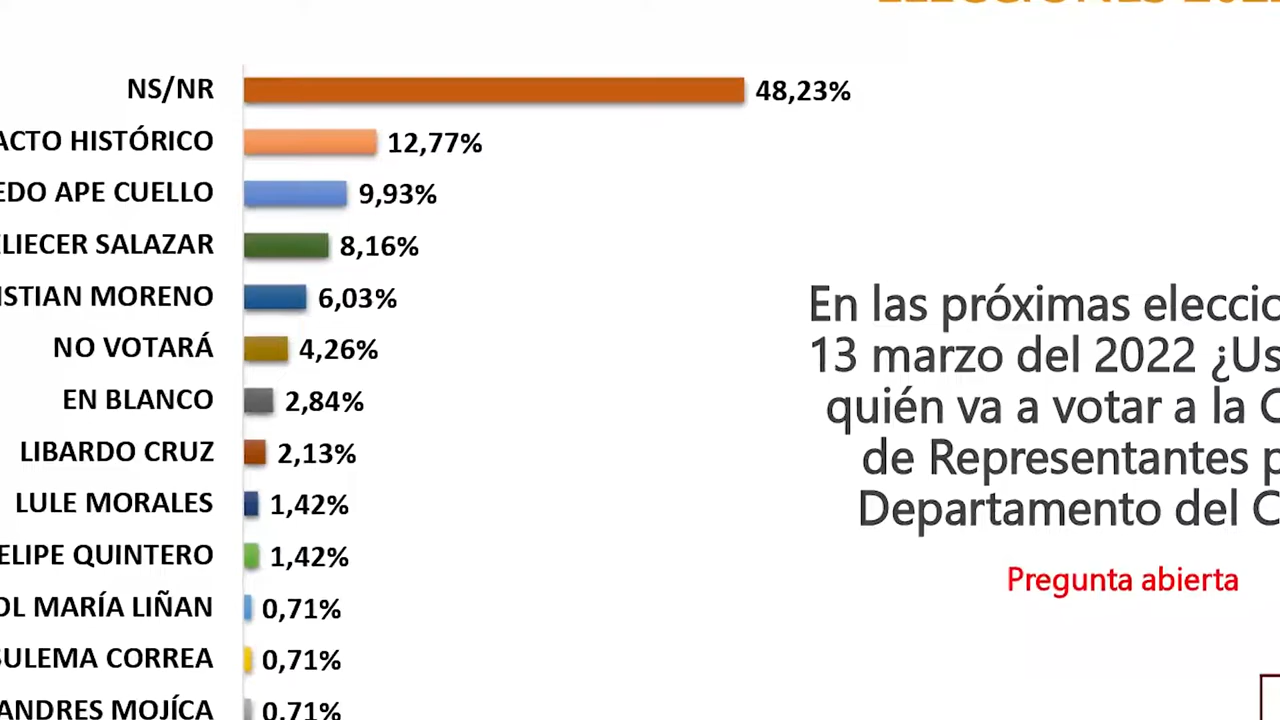 NS/NR 48,23%
ACTO HISTÓRICO 12,77%
EDO APE CUELLO 9,93%
LIECER SALAZAR 8,16%
ISTIAN MORENO 6,03%
NO VOTARÁ 4,26%
EN BLANCO 2,84%
LIBARDO CRUZ 2,13%
LULE MORALES 1,42%
ELIPE QUINTERO 1,42%
OL MARÍA LIÑAN 0,71%
SULEMA CORREA 0,71%
ANDRES MOJÍCA 0,71%
En las próximas eleccio
13 marzo del 2022 ¿Us
quién va a votar a la C
de Representantes p
Departamento del C
Pregunta abierta